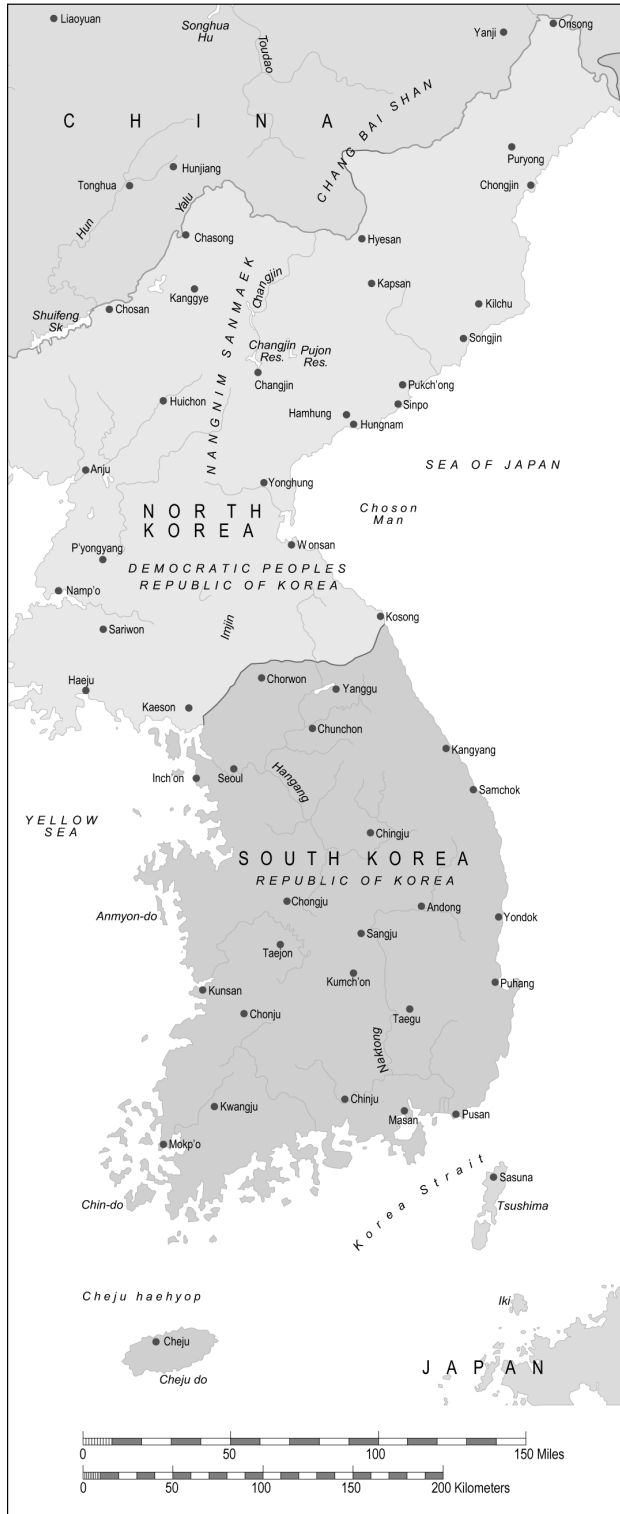 Liaoyuan
Songhua
Hu
Toudao
Yanji
Onsong
CHINA
CHANG BAI SHAN
Hunjiang
Tonghua
Puryong
Chongjin
Hun
Yalu
Chasong
Hyesan
Kanggye
Changjin
Kapsan
Shuifeng
Sk
Chosan
Kilchu
Songjin
NANGNIM SANMAEK
Changjin
Res.
Pujon
Res.
Changjin
Huichon
Pukch'ong
Sinpo
Hamhung
Hungnam
Anju
SEA OF JAPAN
Yonghung
NORTH
KOREA
Choson
Man
Wonsan
P'yongyang
DEMOCRATIC PEOPLES
REPUBLIC OF KOREA
Namp'o
Imjin
Kosong
Sariwon
Haeju
Chorwon
Yanggu
Kaeson
Chunchon
Kangyang
Inch'on
Seoul
Hangang
Samchok
YELLOW
SEA
Chingju
SOUTH KOREA
REPUBLIC OF KOREA
Anmyon-do
Chongju
Andong
Yondok
Sangju
Taejon
Kumch'on
Puhang
Kunsan
Chonju
Taegu
Naktong
Kwangju
Chinju
Masan
Pusan
Mokp'o
Korea Strait
Sasuna
Tsushima
Chin-do
Cheju haehyop
Iki
Cheju
Cheju do
JAPAN
0 50 100 150 Miles
0 50 100 150 200 Kilometers